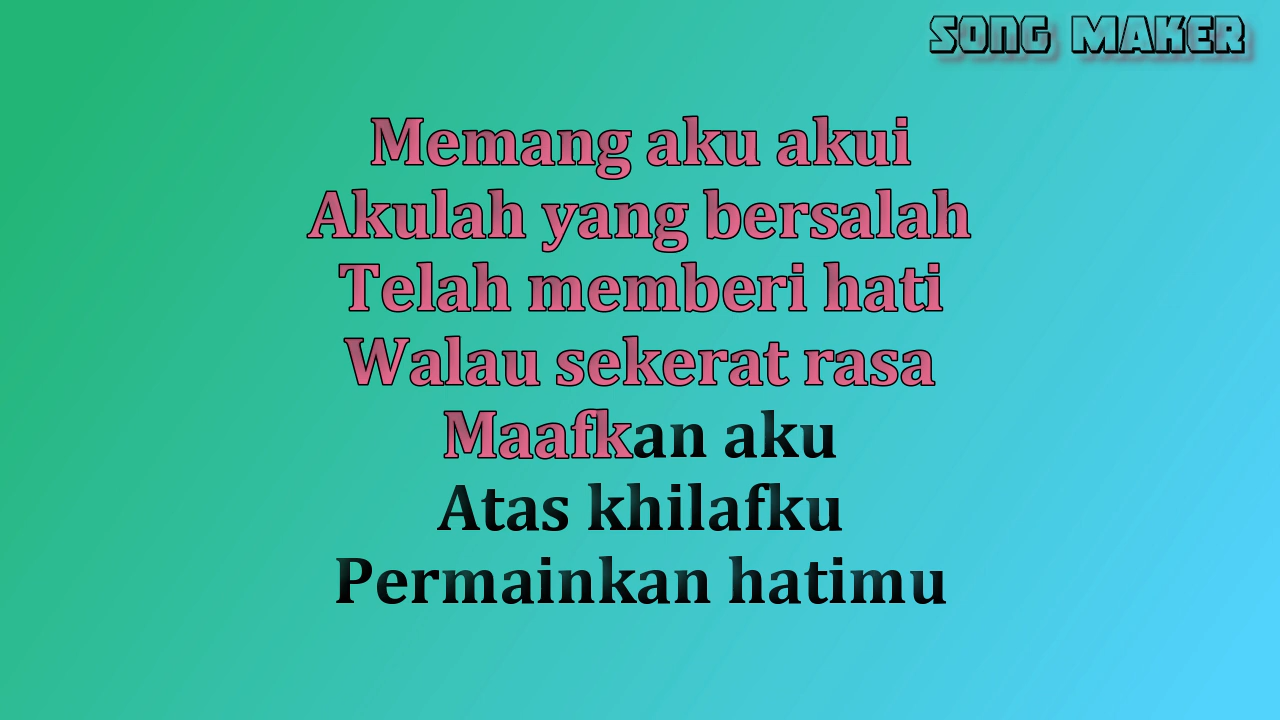 SONG MAKER
Memang aku akui
Akulah yang bersalah
Telah memberi hati
Walau sekerat rasa
Maafkan aku
Atas khilafku
Permainkan hatimu